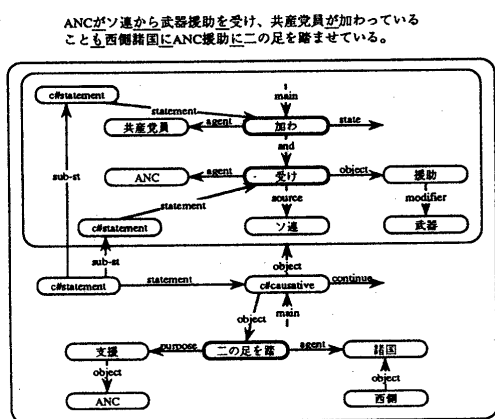 ANCがソ連から武器援助を受け、共産党員が加わっている
ことも西側諸国にANC援助に二の足を踏ませている。
c#statement
main
statement
共産党員
agent
加わ
state
and
sub-st
ANC
agent
受け
object
援助
statement
source
modifier
c#statement
ソ連
武器
sub-st
object
c#statement
statement
c#causative
continue
object
main
支援
purpose
二の足を踏
agent
諸国
object
object
ANC
西側